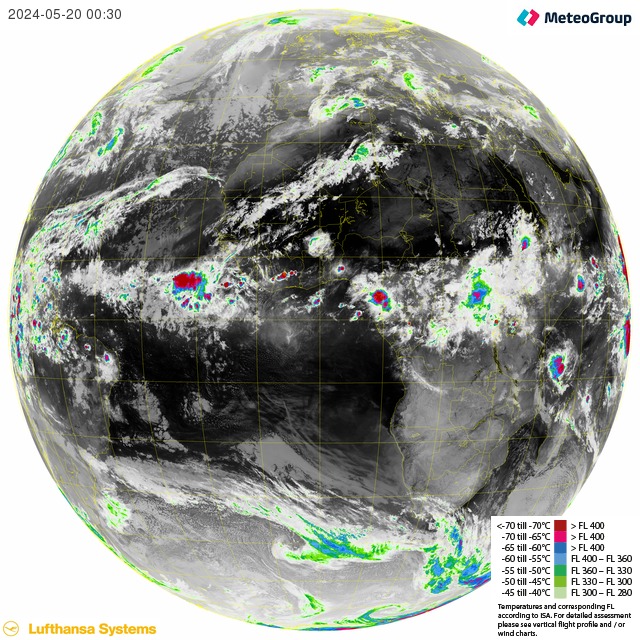 2024-05-20 00:30
MeteoGroup
<-70 till -70°C > FL 400
-70 till -65°C > FL 400
-65 till -60°C > FL 400
-60 till -55°C FL 400 – FL 360
-55 till -50°C FL 360 – FL 330
-50 till -45°C FL 330 – FL 300
-45 till -40°C FL 300 – FL 280
Temperatures and corresponding FL
according to ISA. For detailed assessment
please see vertical flight profile and / or
wind charts.
Lufthansa Systems